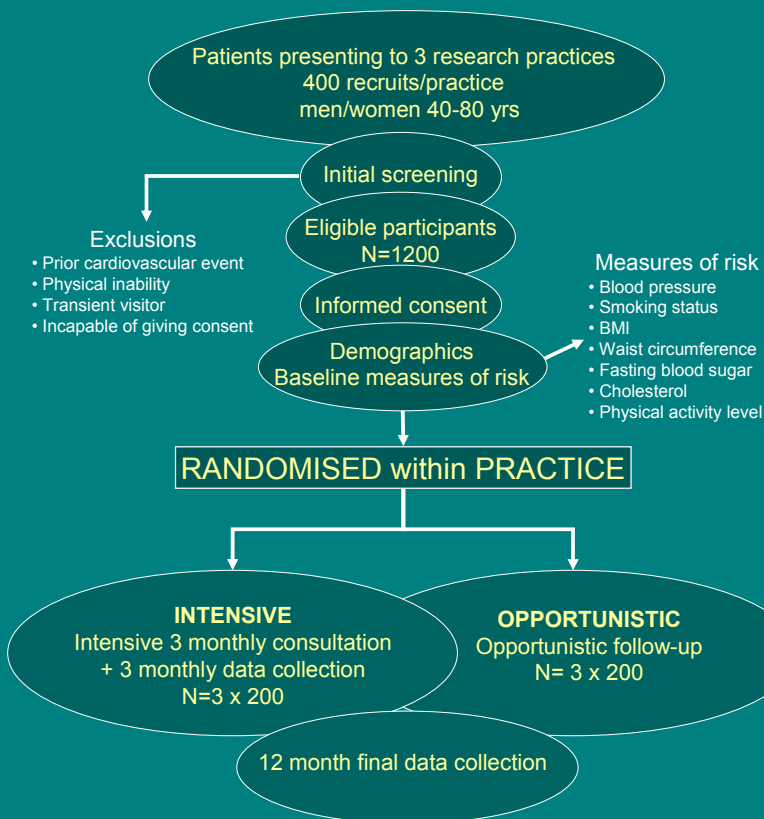 Patients presenting to 3 research practices
400 recruits/practice
men/women 40-80 yrs
Initial screening
Exclusions
• Prior cardiovascular event
• Physical inability
• Transient visitor
• Incapable of giving consent
Eligible participants
N=1200
Informed consent
Demographics
Baseline measures of risk
Measures of risk
• Blood pressure
• Smoking status
• BMI
• Waist circumference
• Fasting blood sugar
• Cholesterol
• Physical activity level
RANDOMISED within PRACTICE
INTENSIVE
Intensive 3 monthly consultation
+ 3 monthly data collection
N=3 x 200
OPPORTUNISTIC
Opportunistic follow-up
N= 3 x 200
12 month final data collection